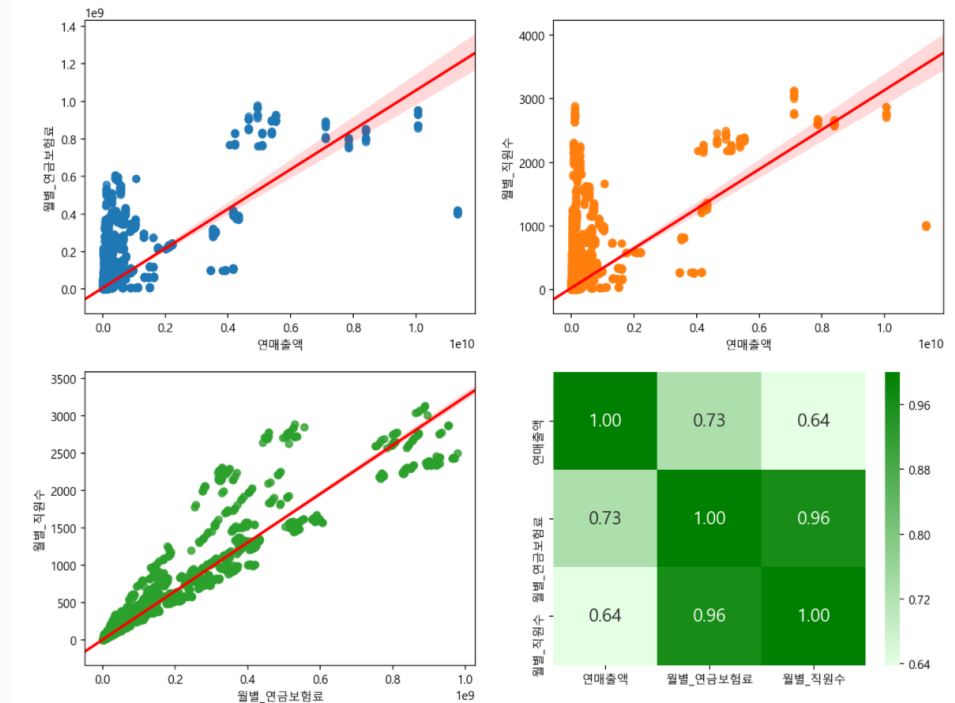 1e9
1.4
1.2
1.0
0.8
0.6
0.4
0.2
0.0
월별_연금보험료
0.0 0.2 0.4 0.6 0.8 1.0
연매출액
1e10
4000
3000
2000
1000
0
월별_직원수
0.0 0.2 0.4 0.6 0.8 1.0
연매출액
1e10
3500
3000
2500
2000
1500
1000
500
0
월별_직원수
0.0 0.2 0.4 0.6 0.8 1.0
월별_연금보험료
1e9
연매출액
월별_연금보험료
월별_직원수
1.00 0.73 0.64
0.73 1.00 0.96
0.64 0.96 1.00
연매출액 월별_연금보험료 월별_직원수
0.96
0.88
0.80
0.72
0.64